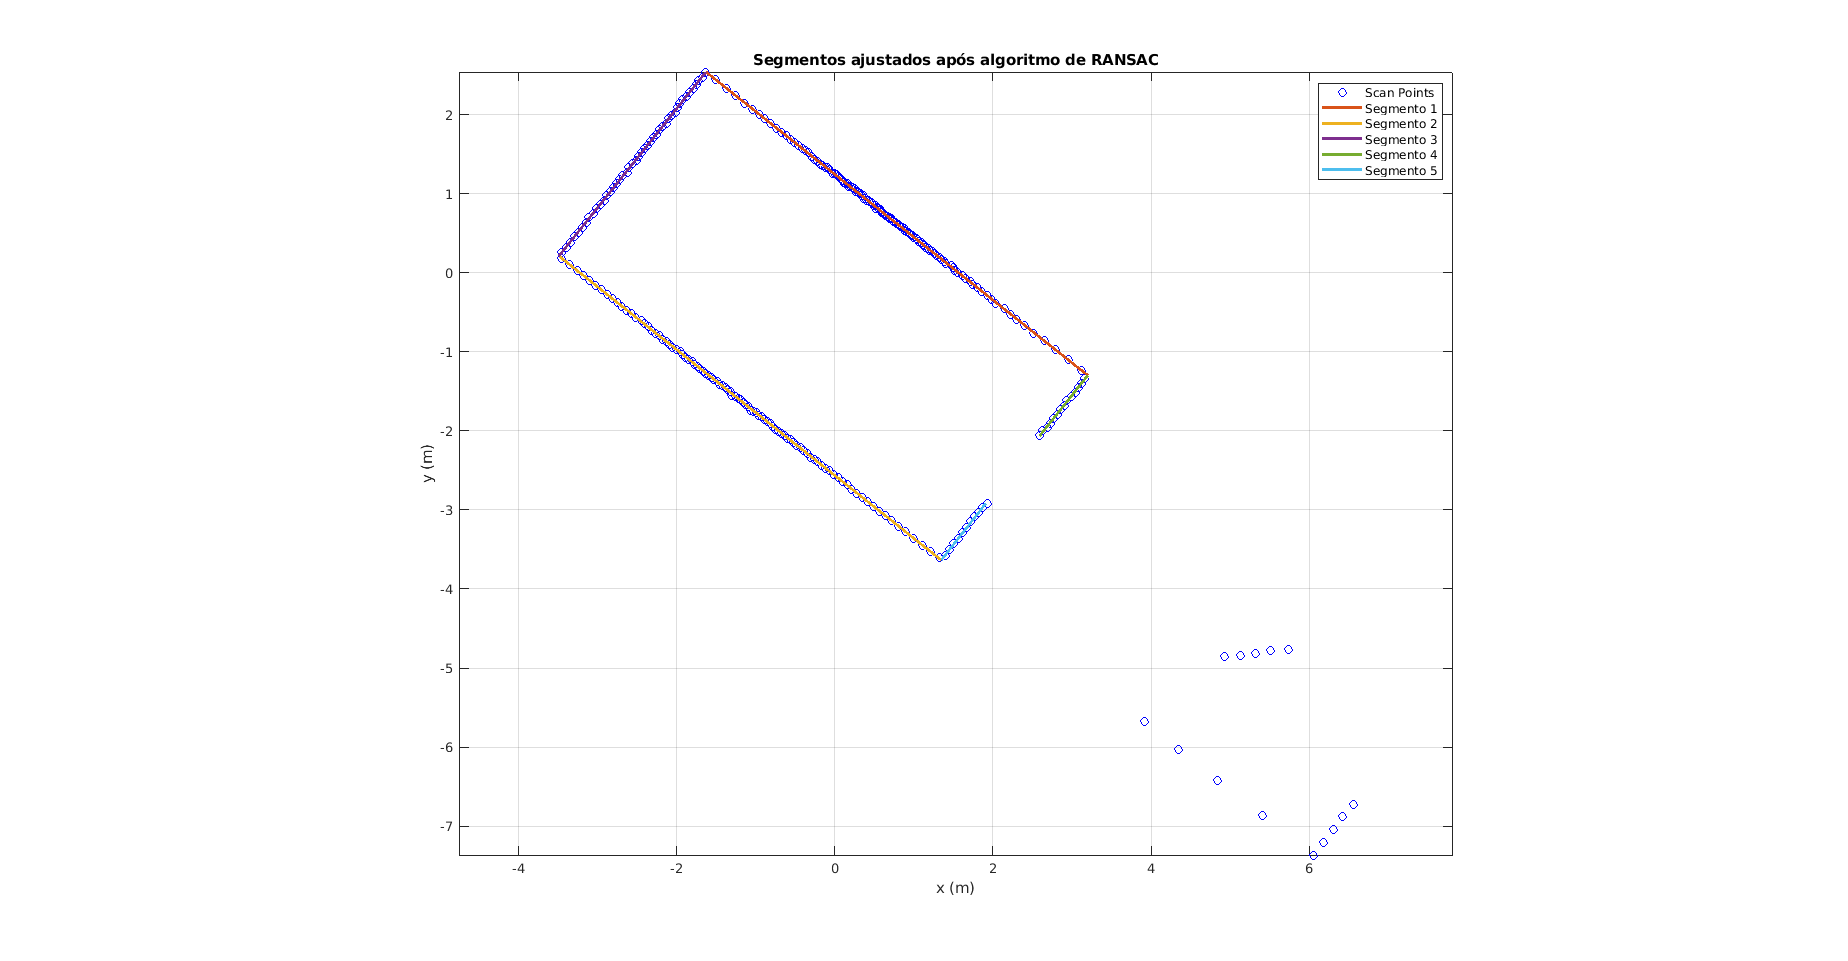 Segmentos ajustados após algoritmo de RANSAC
Scan Points
Segmento 1
Segmento 2
Segmento 3
Segmento 4
Segmento 5
2
1
0
-1
-2
-3
-4
-5
-6
-7
y (m)
-4 -2 0 2 4 6
x (m)